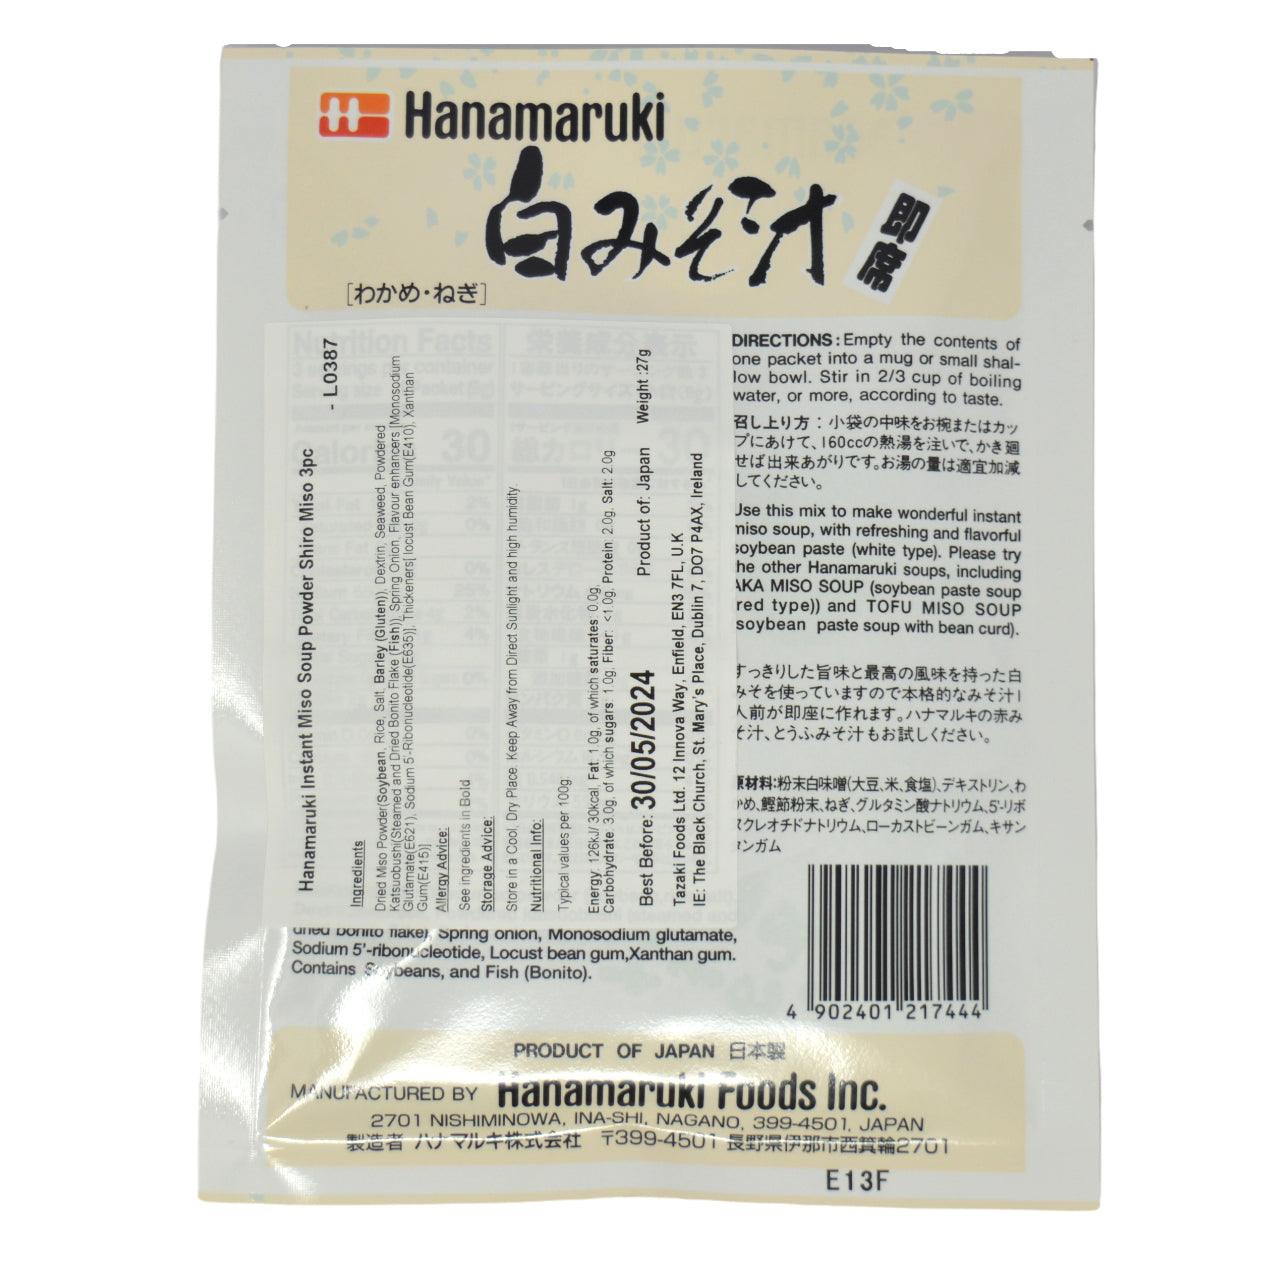 Hanamaruki
白みそ汁
即席
[わかめ・ねぎ]
Nutrition Facts
栄養成分表示
30
- L0387
Hanamaruki Instant Miso Soup Powder Shiro Miso 3pc
Ingredients
Dried Miso Powder(Soybean, Rice, Salt, Barley (Gluten)), Dextrin, Seaweed, Powdered
Katsuobushi(Steamed and Dried Bonito Flake (Fish)), Spring Onion, Flavour enhancers [Monosodium
Glutamate(E621), Sodium 5'-Ribonucleotide(E635)], Thickeners[ locust Bean Gum(E410), Xanthan
Gum(E415)]
Allergy Advice:
See ingredients in Bold
Storage Advice:
Store in a Cool, Dry Place. Keep Away from Direct Sunlight and high humidity.
Nutritional Info:
Typical values per 100g:
Energy: 126kJ/ 30kcal, Fat: 1.0g, of which saturates: 0.0g,
Carbohydrate: 3.0g, of which sugars: 1.0g, Fiber: <1.0g, Protein: 2.0g, Salt: 2.0g
Best Before: 30/05/2024 Product of: Japan Weight :27g
Tazaki Foods Ltd. 12 Innova Way, Enfield, EN3 7FL, U.K
IE: The Black Church, St. Mary's Place, Dublin 7, DO7 P4AX, Ireland
dried bonito flake), Spring onion, Monosodium glutamate,
Sodium 5'-ribonucleotide, Locust bean gum,Xanthan gum.
Contains Soybeans, and Fish (Bonito).
DIRECTIONS: Empty the contents of
one packet into a mug or small shal-
low bowl. Stir in 2/3 cup of boiling
water, or more, according to taste.
召し上り方：小袋の中味をお椀またはカッ
プにあけて、160ccの熱湯を注いで、かき廻
せば出来あがりです。お湯の量は適宜加減
してください。
Use this mix to make wonderful instant
miso soup, with refreshing and flavorful
soybean paste (white type). Please try
the other Hanamaruki soups, including
AKA MISO SOUP (soybean paste soup
red type)) and TOFU MISO SOUP
soybean paste soup with bean curd).
すっきりした旨味と最高の風味を持った白
みそを使っていますので本格的なみそ汁1
人前が即座に作れます。ハナマルキの赤み
そ汁、とうふみそ汁もお試しください。
原材料:粉末白味噌(大豆、米、食塩)、デキストリン、わ
かめ、鰹節粉末、ねぎ、グルタミン酸ナトリウム、5'-リボ
ヌクレオチドナトリウム、ローカストビーンガム、キサン
タンガム
4 902401 217444
PRODUCT OF JAPAN 日本製
MANUFACTURED BY Hanamaruki Foods Inc.
2701 NISHIMINOWA, INA-SHI, NAGANO, 399-4501, JAPAN
製造者 ハナマルキ株式会社 〒399-4501 長野県伊那市西箕輪2701
E13F